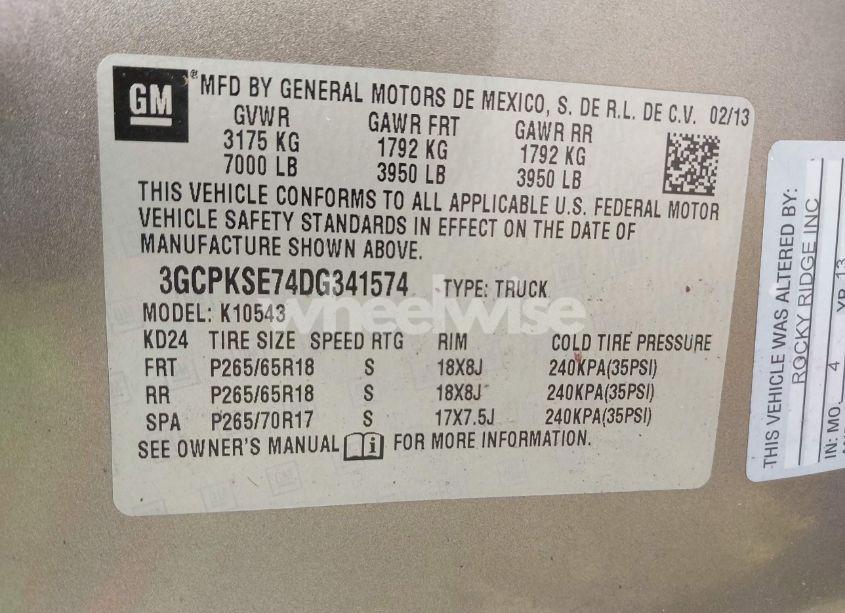 GM
® MFD BY GENERAL MOTORS DE MEXICO, S. DE R.L. DE C.V. 02/13
GVWR GAWR FRT GAWR RR
3175 KG 1792 KG 1792 KG
7000 LB 3950 LB 3950 LB
THIS VEHICLE CONFORMS TO ALL APPLICABLE U.S. FEDERAL MOTOR
VEHICLE SAFETY STANDARDS IN EFFECT ON THE DATE OF
MANUFACTURE SHOWN ABOVE.
3GCPKSE74DG341574 TYPE: TRUCK
MODEL: K10543
KD24 TIRE SIZE SPEED RTG RIM COLD TIRE PRESSURE
FRT P265/65R18 S 18X8J 240KPA(35PSI)
RR P265/65R18 S 18X8J 240KPA(35PSI)
SPA P265/70R17 S 17X7.5J 240KPA(35PSI)
SEE OWNER'S MANUAL i FOR MORE INFORMATION.
wheelwise
THIS VEHICLE WAS ALTERED BY:
ROCKY RIDGE INC
IN: MO. 4 YR. 13